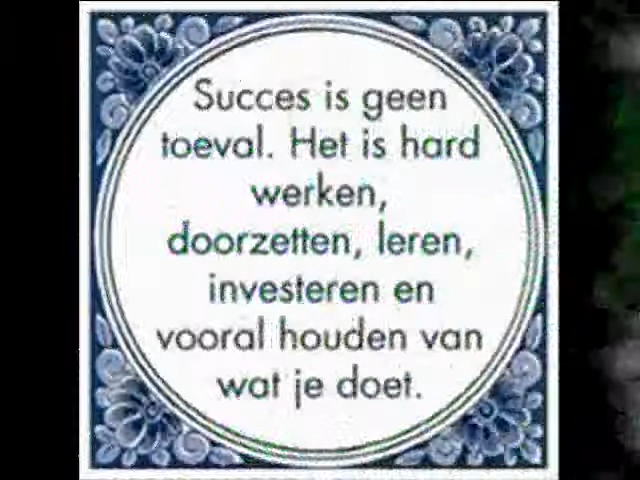 Succes is geen
toeval. Het is hard
werken,
doorzetten, leren,
investeren en
vooral houden van
wat je doet.